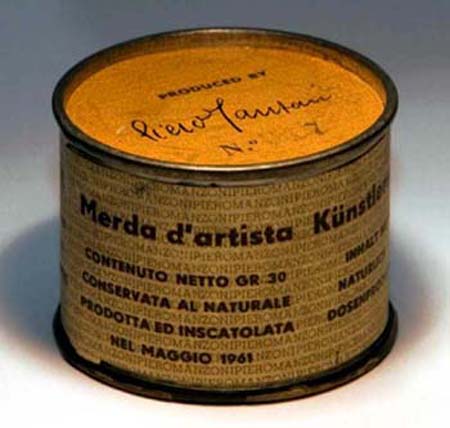 PRODUCED BY
Piero Manzoni
N.°
Merda d'artista
CONTENUTO NETTO GR. 30
CONSERVATA AL NATURALE
PRODOTTA ED INSCATOLATA
NEL MAGGIO 1961
Künstler
INHALT